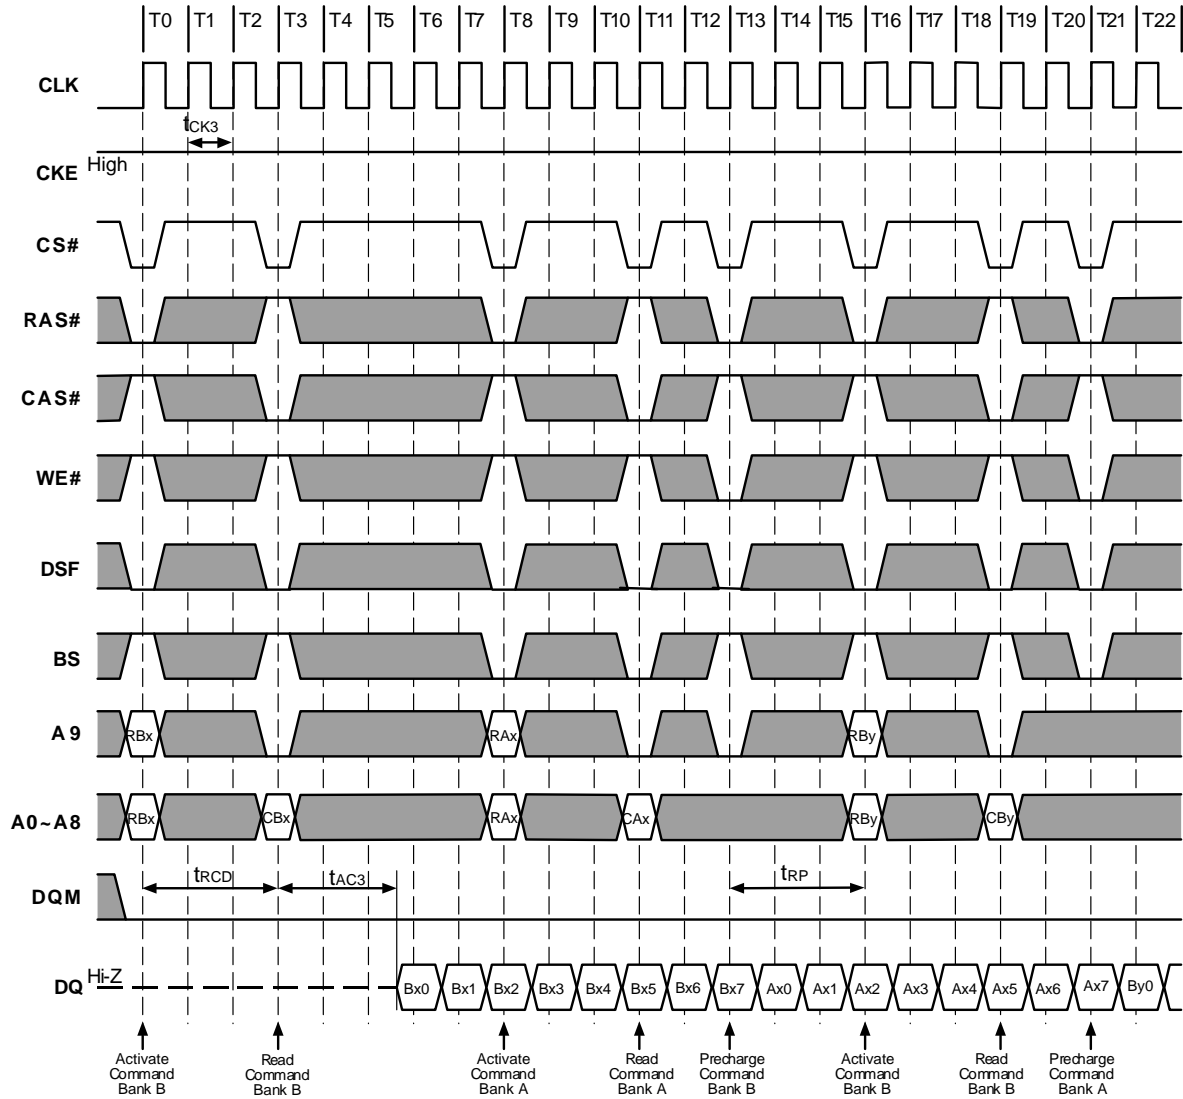 T0 T1 T2 T3 T4 T5 T6 T7 T8 T9 T10 T11 T12 T13 T14 T15 T16 T17 T18 T19 T20 T21 T22
CLK
tCK3
High
CKE
CS#
RAS#
CAS#
WE#
DSF
BS
A9 RBx RAx RBy
A0~A8 RBx CBx RAx CAx RBy CBy
tRCD tAC3 tRP
DQM
Hi-Z
DQ Bx0 Bx1 Bx2 Bx3 Bx4 Bx5 Bx6 Bx7 Ax0 Ax1 Ax2 Ax3 Ax4 Ax5 Ax6 Ax7 By0
Activate Read Activate Read Precharge Activate Read Precharge
Command Command Command Command Command Command Command Command
Bank B Bank B Bank A Bank A Bank B Bank B Bank B Bank A